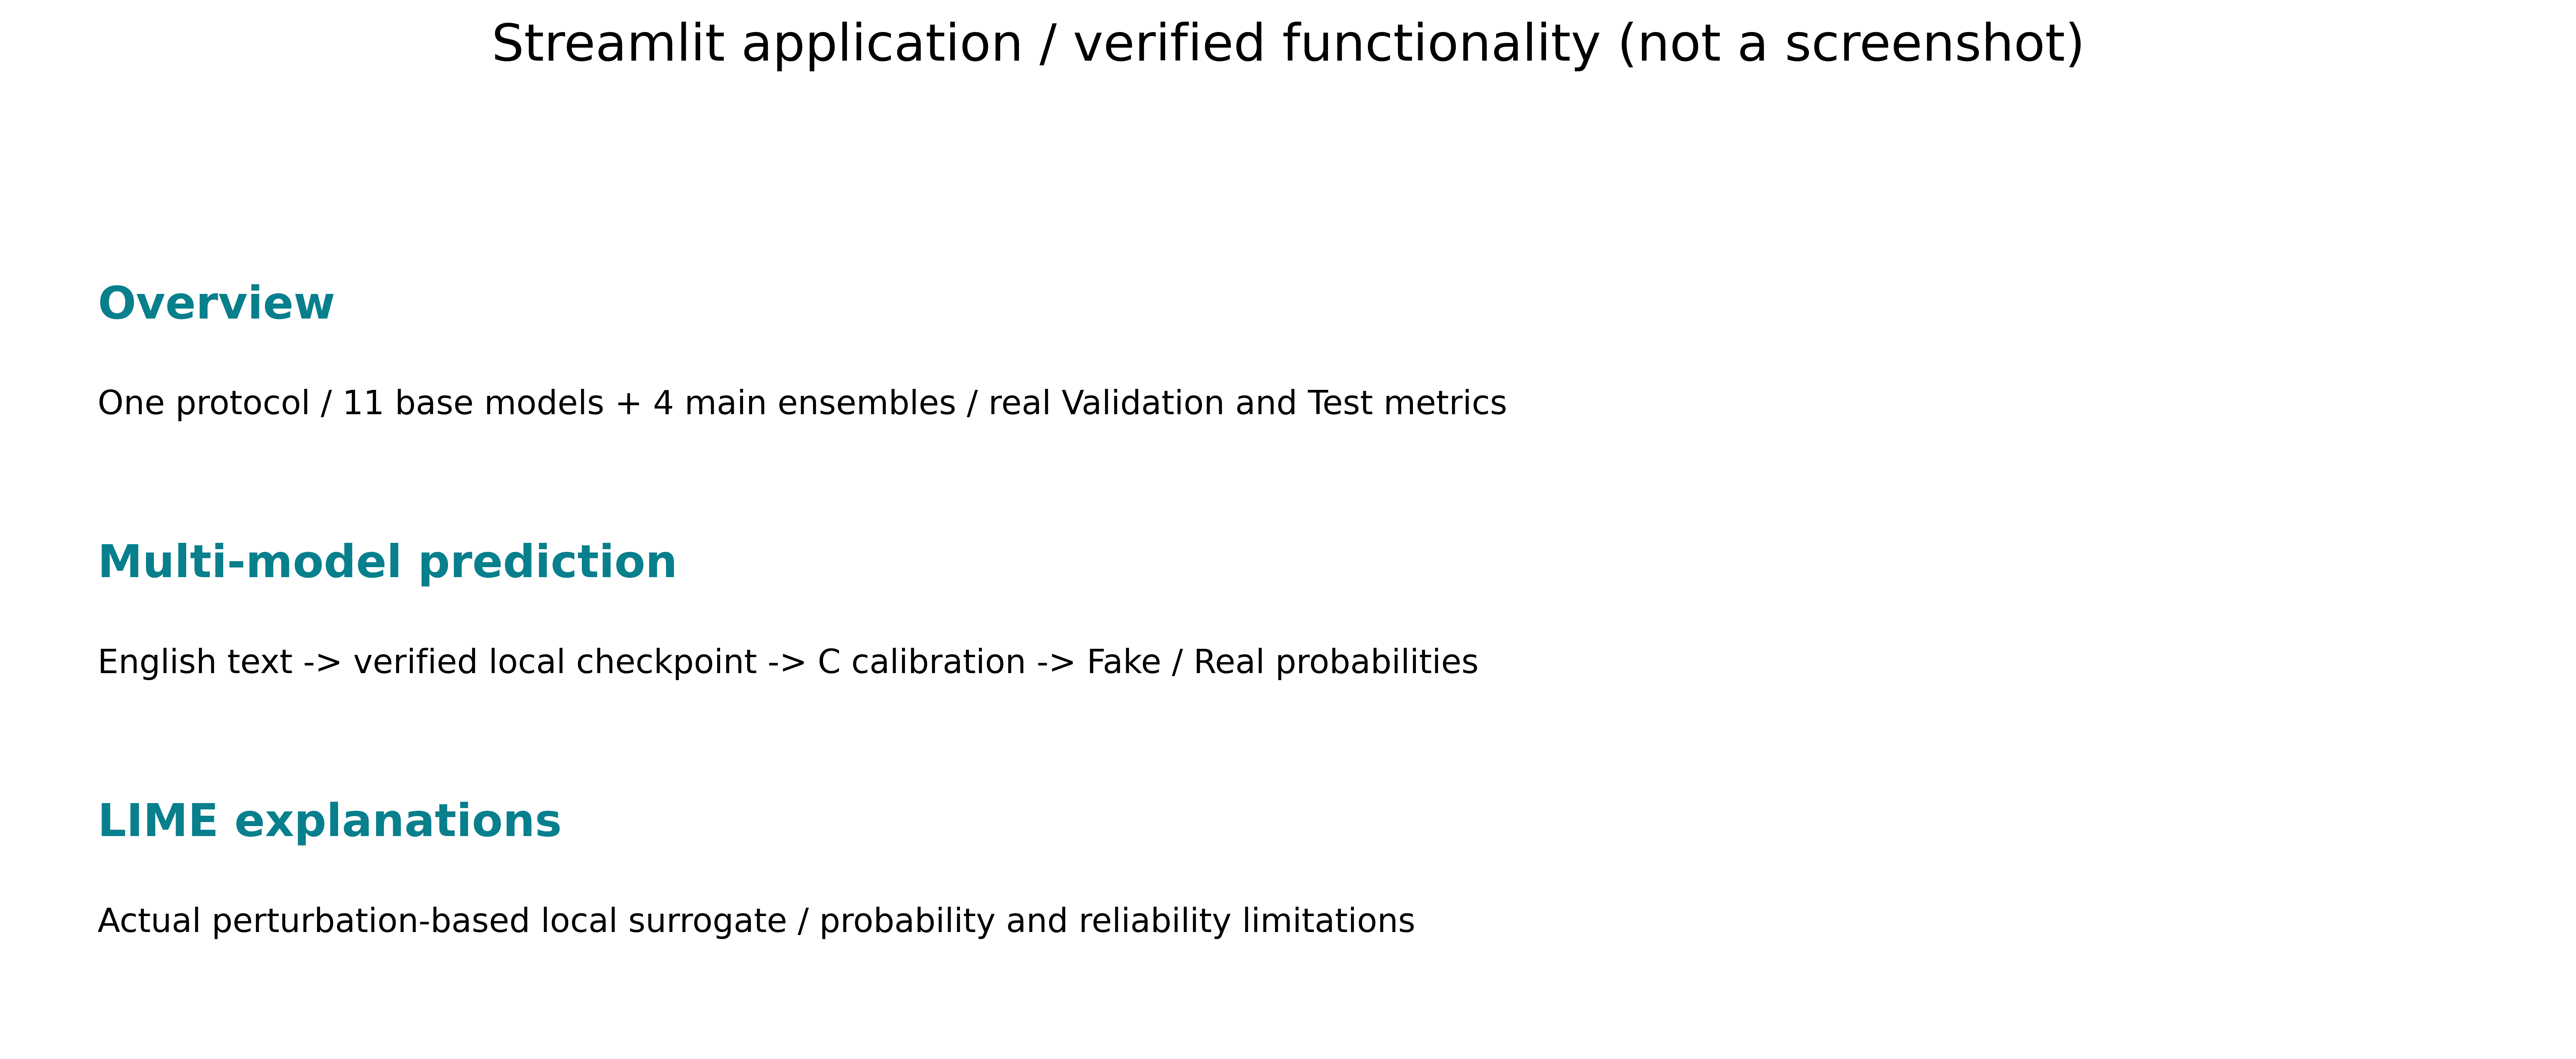 Streamlit application / verified functionality (not a screenshot)
Overview
One protocol / 11 base models + 4 main ensembles / real Validation and Test metrics
Multi-model prediction
English text -> verified local checkpoint -> C calibration -> Fake / Real probabilities
LIME explanations
Actual perturbation-based local surrogate / probability and reliability limitations